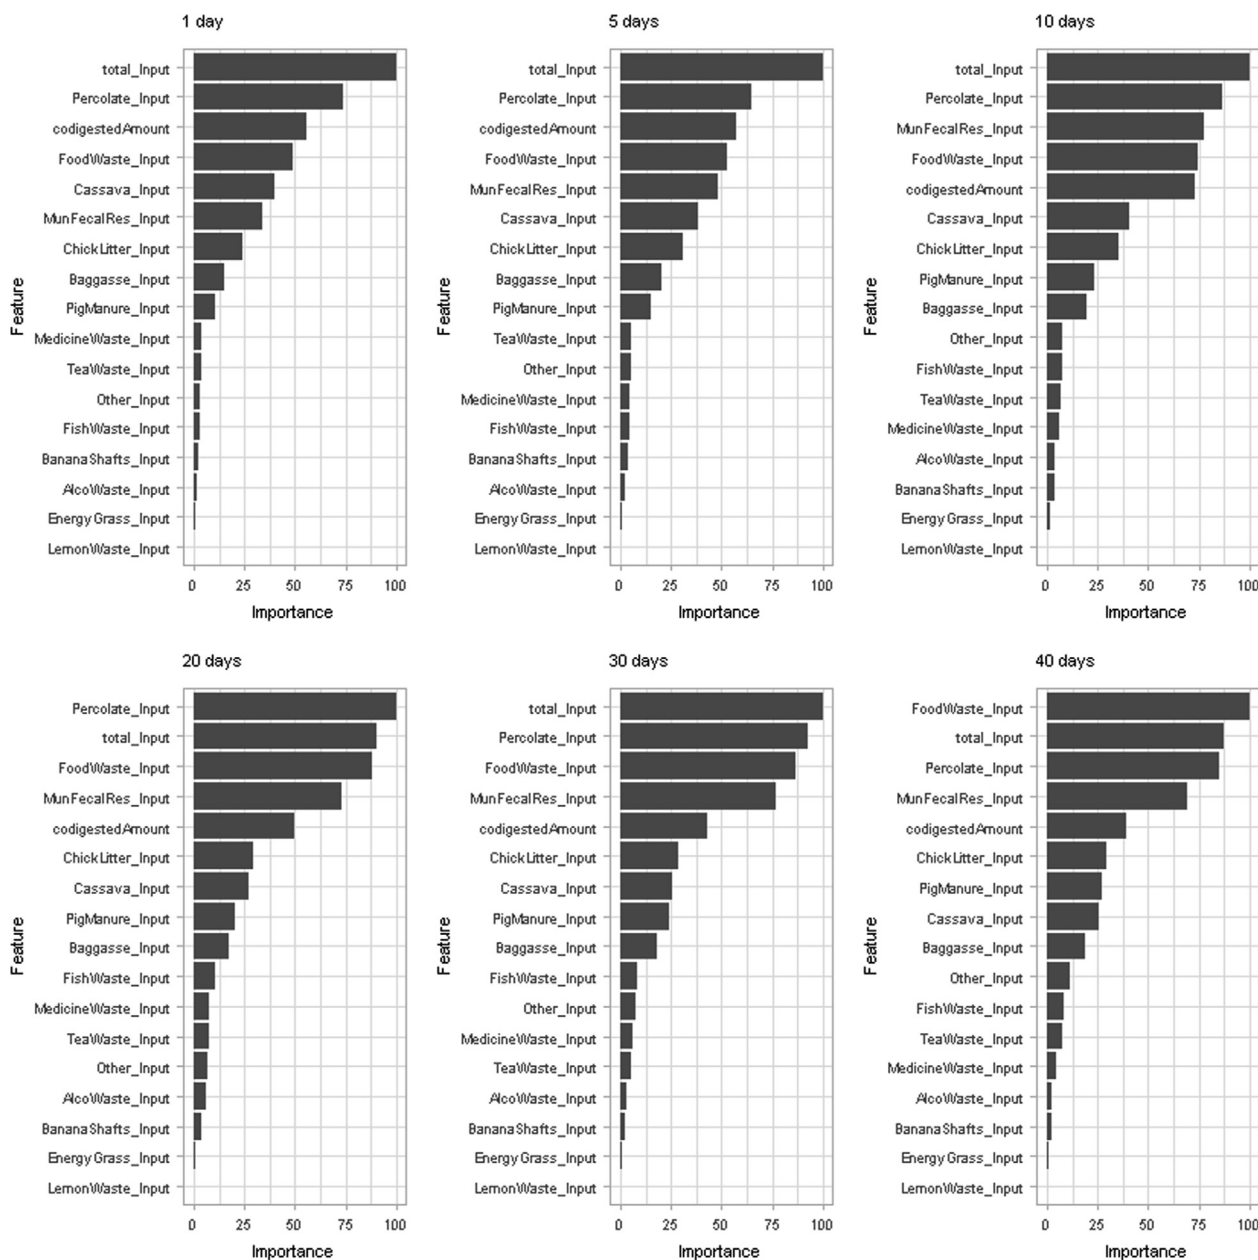 1 day
total_Input
Percolate_Input
codigestedAmount
FoodWaste_Input
Cassava_Input
MunFecalRes_Input
ChickLitter_Input
Baggasse_Input
PigManure_Input
MedicineWaste_Input
TeaWaste_Input
Other_Input
FishWaste_Input
BananaShafts_Input
AlcoWaste_Input
EnergyGrass_Input
LemonWaste_Input
Feature
0 25 50 75 100
Importance
5 days
total_Input
Percolate_Input
codigestedAmount
FoodWaste_Input
MunFecalRes_Input
Cassava_Input
ChickLitter_Input
Baggasse_Input
PigManure_Input
TeaWaste_Input
Other_Input
MedicineWaste_Input
FishWaste_Input
BananaShafts_Input
AlcoWaste_Input
EnergyGrass_Input
LemonWaste_Input
Feature
0 25 50 75 100
Importance
10 days
total_Input
Percolate_Input
MunFecalRes_Input
FoodWaste_Input
codigestedAmount
Cassava_Input
ChickLitter_Input
PigManure_Input
Baggasse_Input
Other_Input
FishWaste_Input
TeaWaste_Input
MedicineWaste_Input
AlcoWaste_Input
BananaShafts_Input
EnergyGrass_Input
LemonWaste_Input
Feature
0 25 50 75 100
Importance
20 days
Percolate_Input
total_Input
FoodWaste_Input
MunFecalRes_Input
codigestedAmount
ChickLitter_Input
Cassava_Input
PigManure_Input
Baggasse_Input
FishWaste_Input
MedicineWaste_Input
TeaWaste_Input
Other_Input
AlcoWaste_Input
BananaShafts_Input
EnergyGrass_Input
LemonWaste_Input
Feature
0 25 50 75 100
Importance
30 days
total_Input
Percolate_Input
FoodWaste_Input
MunFecalRes_Input
codigestedAmount
ChickLitter_Input
Cassava_Input
PigManure_Input
Baggasse_Input
FishWaste_Input
Other_Input
MedicineWaste_Input
TeaWaste_Input
AlcoWaste_Input
BananaShafts_Input
EnergyGrass_Input
LemonWaste_Input
Feature
0 25 50 75 100
Importance
40 days
FoodWaste_Input
total_Input
Percolate_Input
MunFecalRes_Input
codigestedAmount
ChickLitter_Input
PigManure_Input
Cassava_Input
Baggasse_Input
Other_Input
FishWaste_Input
TeaWaste_Input
MedicineWaste_Input
AlcoWaste_Input
BananaShafts_Input
EnergyGrass_Input
LemonWaste_Input
Feature
0 25 50 75 100
Importance